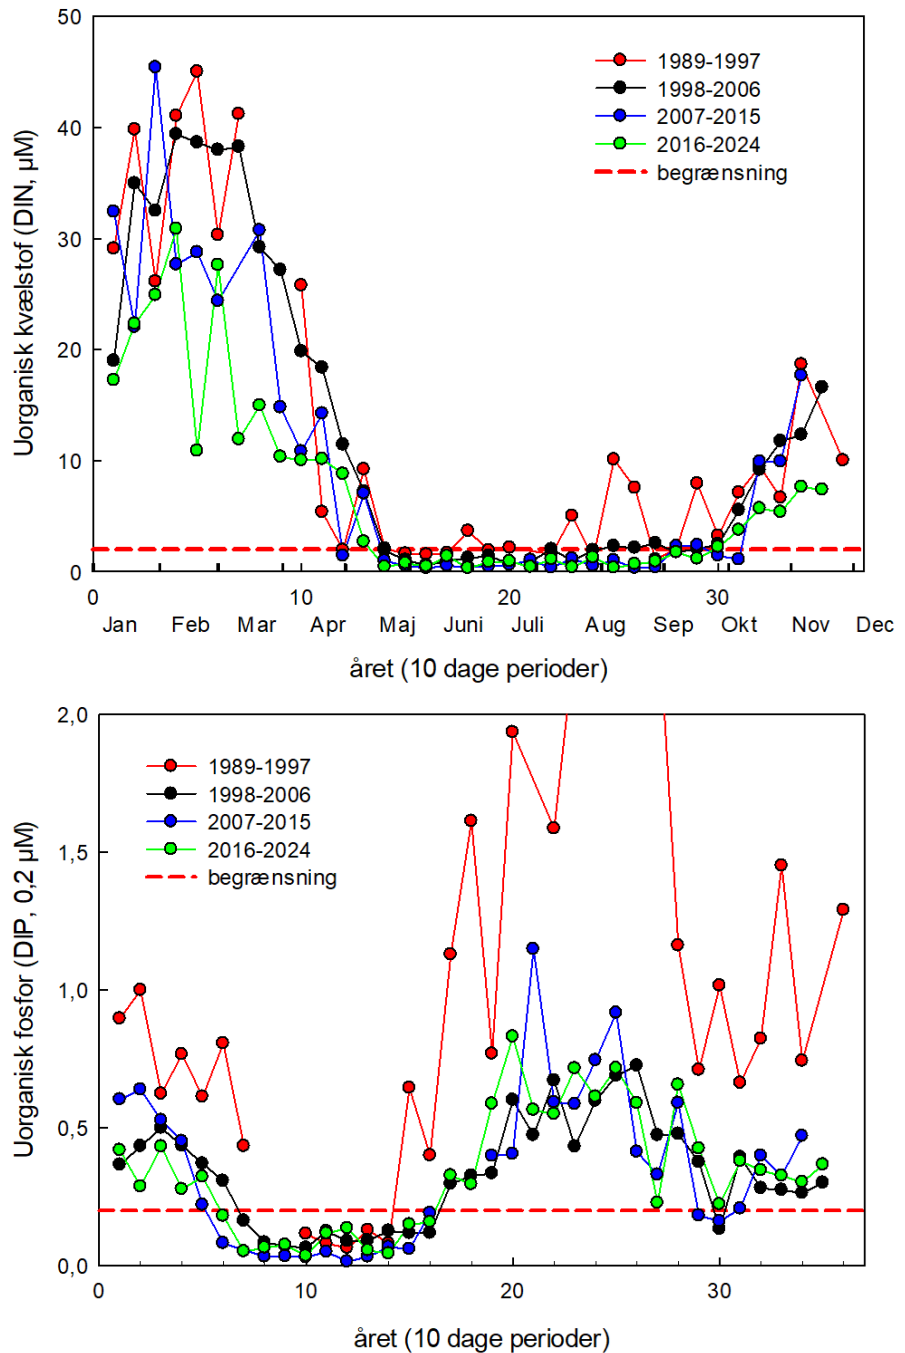 50
40
30
20
10
0
Uorganisk kvælstof (DIN, µM)
1989-1997
1998-2006
2007-2015
2016-2024
begrænsning
0 10 20 30
Jan Feb Mar Apr Maj Juni Juli Aug Sep Okt Nov Dec
året (10 dage perioder)
2,0
1,5
1,0
0,5
0,0
Uorganisk fosfor (DIP, 0,2 µM)
1989-1997
1998-2006
2007-2015
2016-2024
begrænsning
0 10 20 30
året (10 dage perioder)